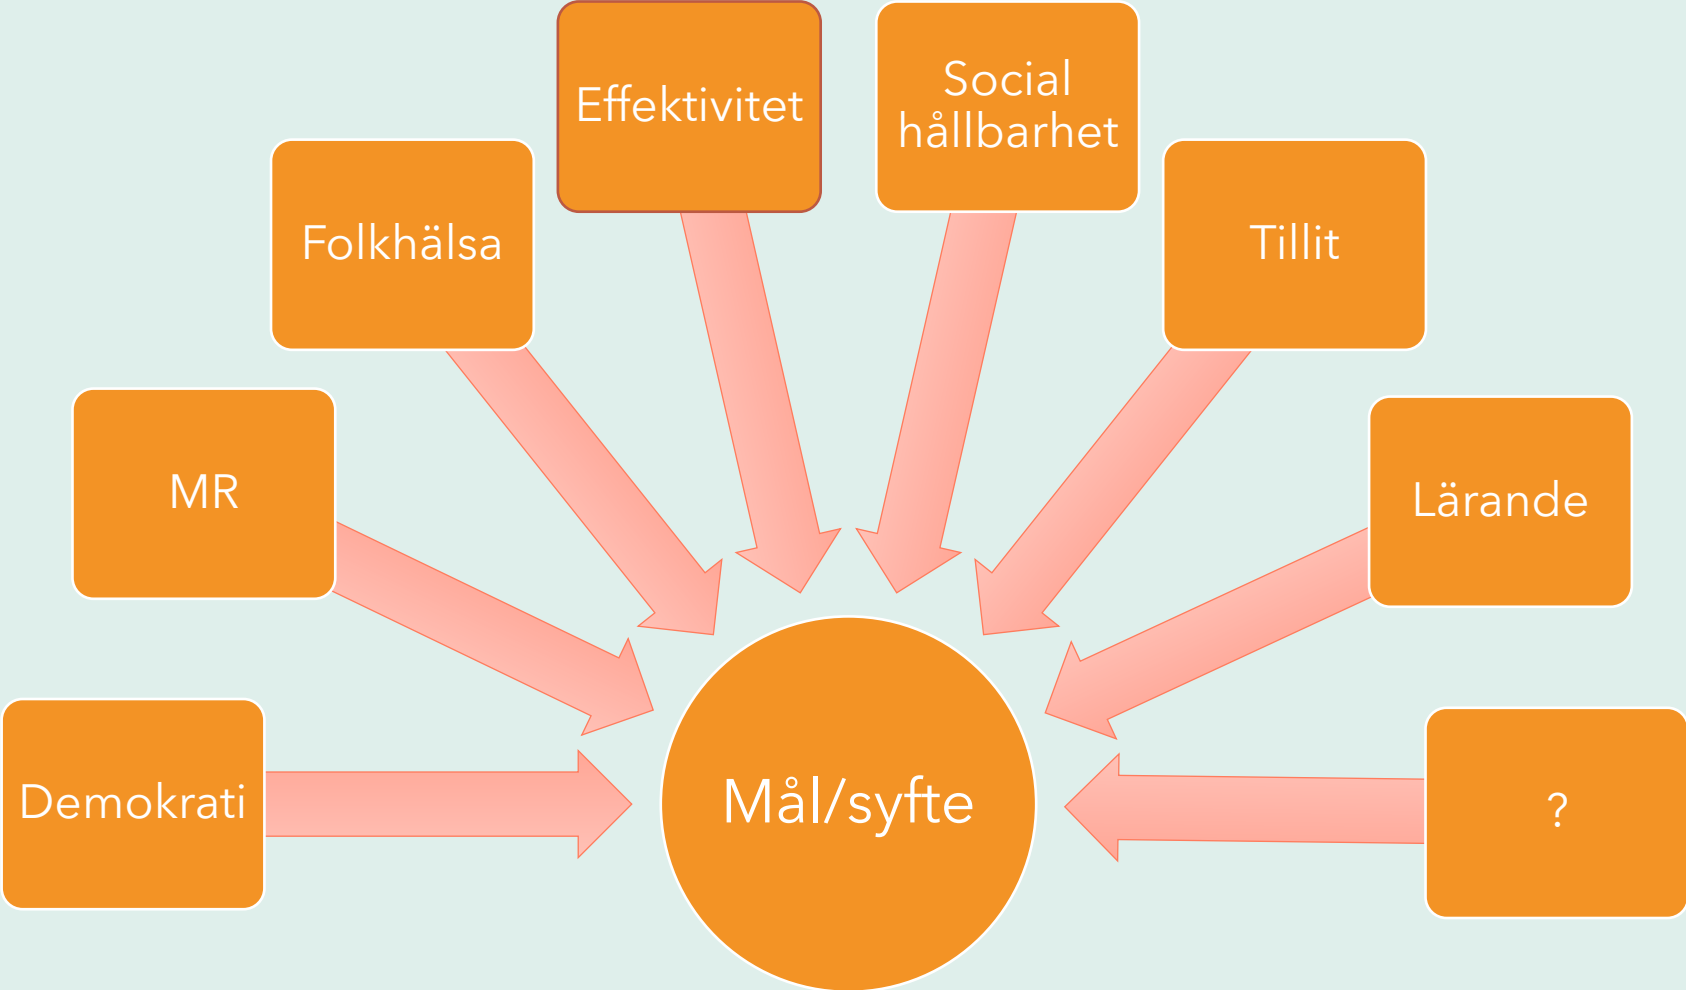 Effektivitet
Social
hållbarhet
Folkhälsa
Tillit
MR
Lärande
Demokrati
Mål/syfte
?